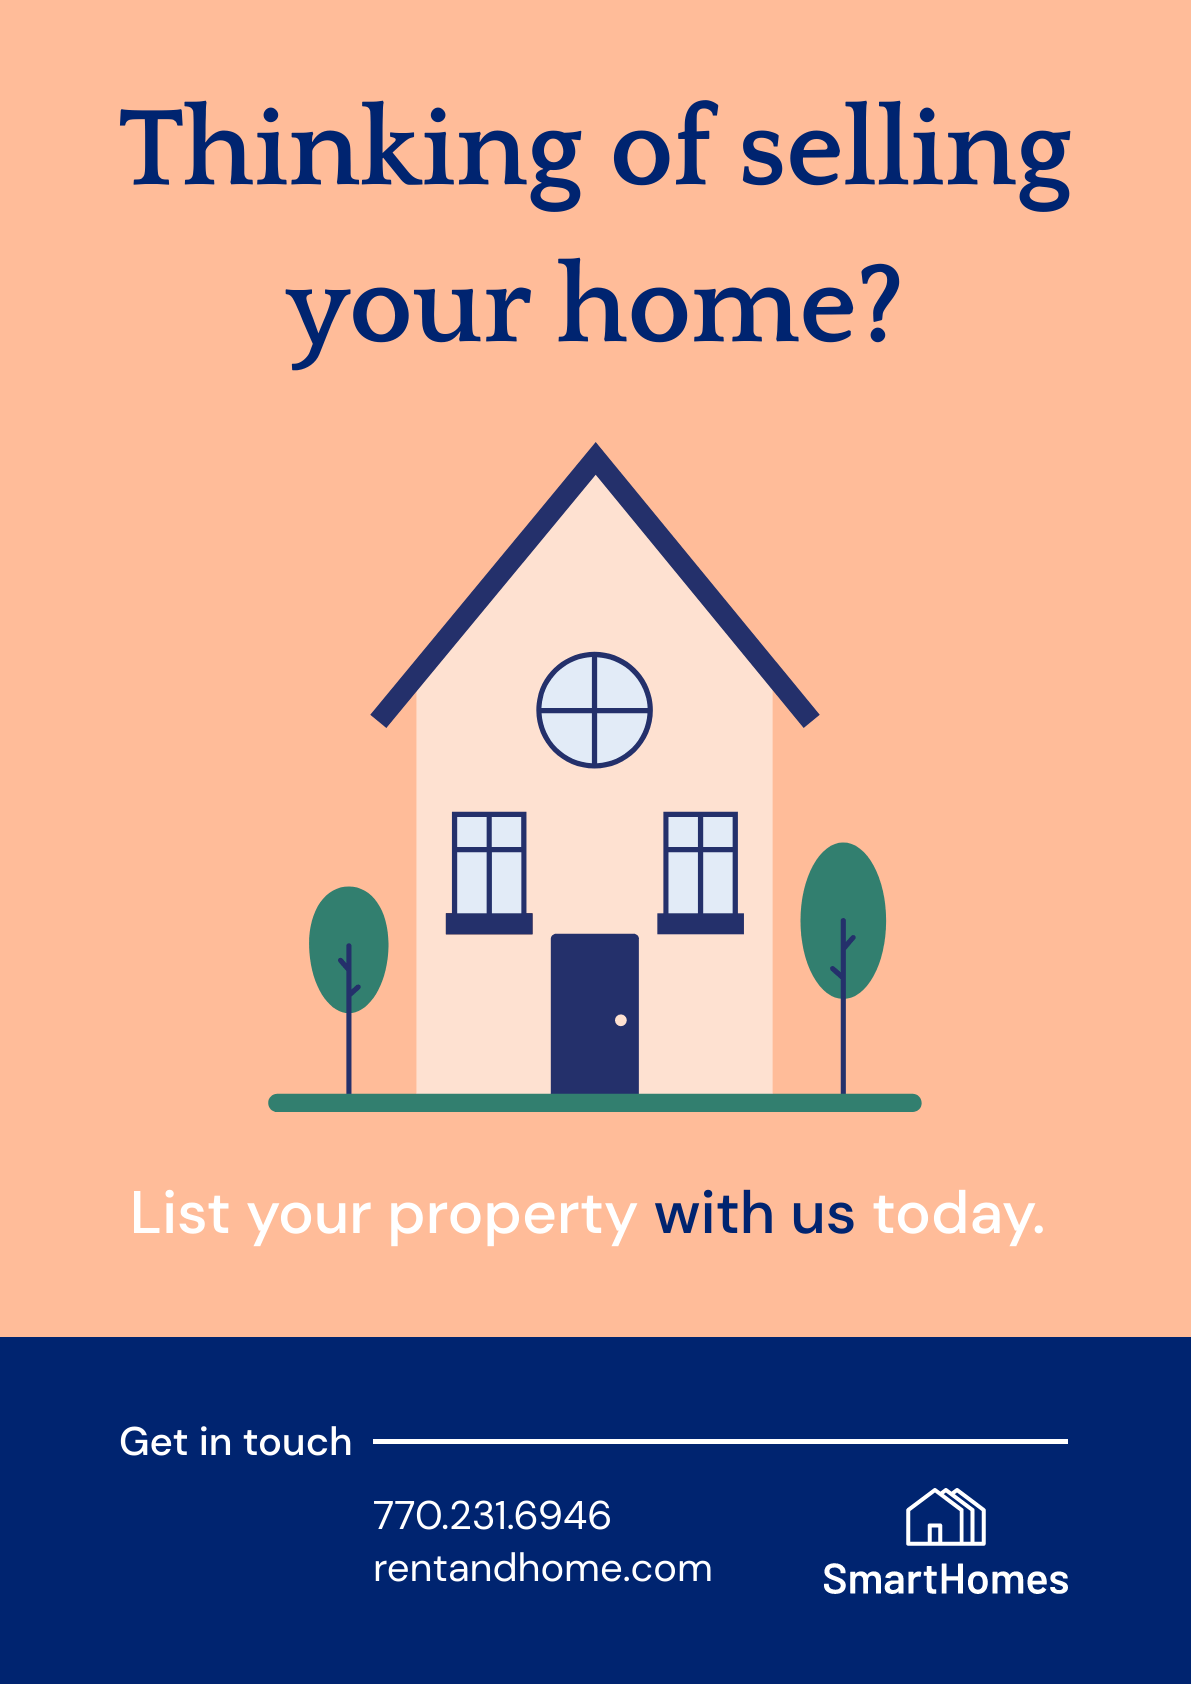 Thinking of selling
your home?
List your property with us today.
Get in touch
770.231.6946
rentandhome.com
SmartHomes